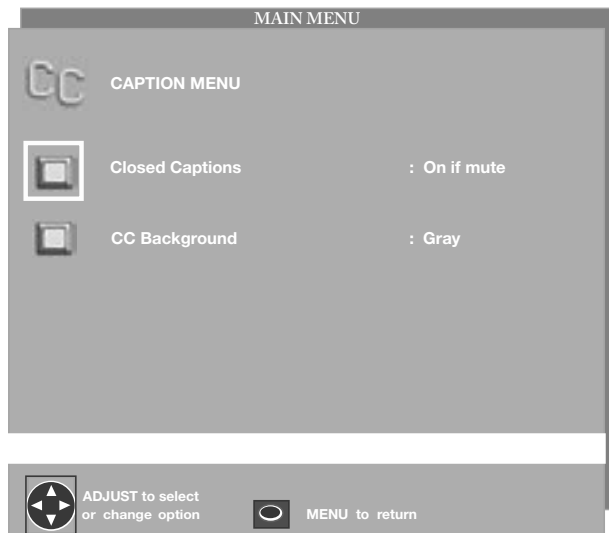 MAIN MENU
CC
CAPTION MENU
Closed Captions : On if mute
CC Background : Gray
ADJUST to select
or change option
MENU to return